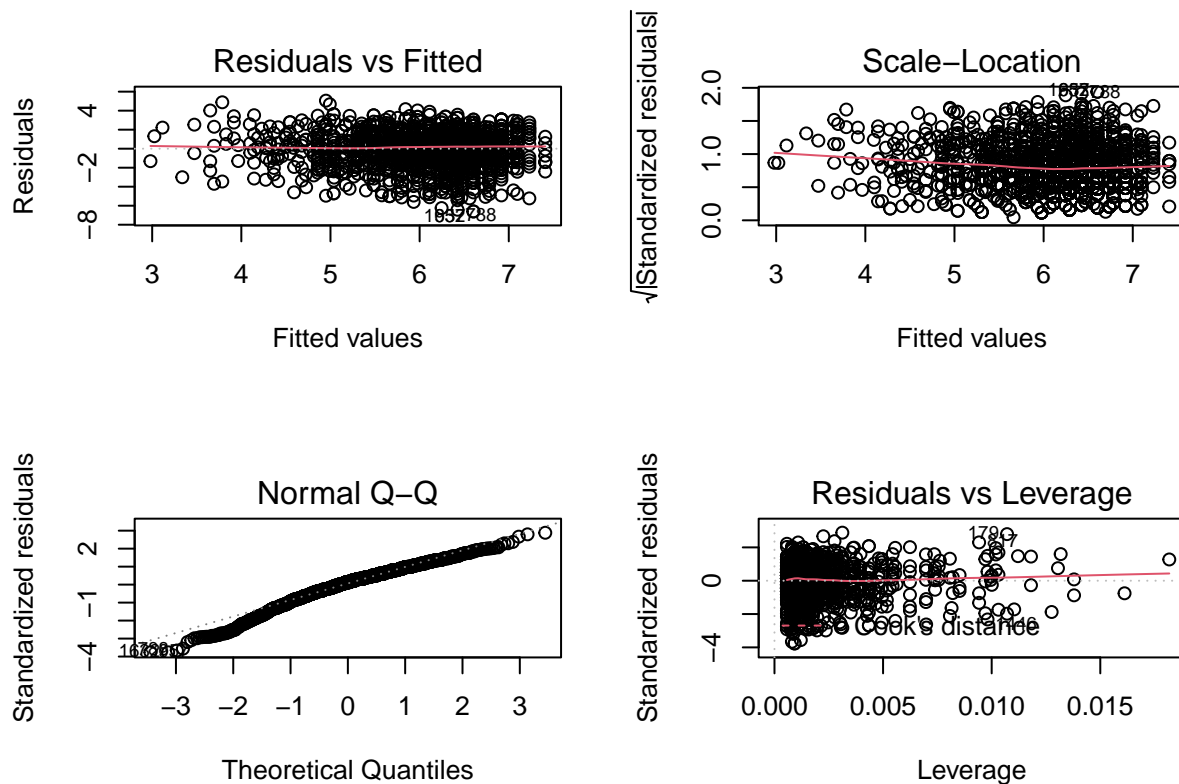 Residuals vs Fitted
Residuals
4
−2
−8
3 4 5 6 7
Fitted values
Scale−Location
√|Standardized residuals|
2.0
1.0
0.0
3 4 5 6 7
Fitted values
Normal Q−Q
Standardized residuals
2
−1
−4
−3 −2 −1 0 1 2 3
Theoretical Quantiles
Residuals vs Leverage
Standardized residuals
0
−4
Cook's distance
0.000 0.005 0.010 0.015
Leverage